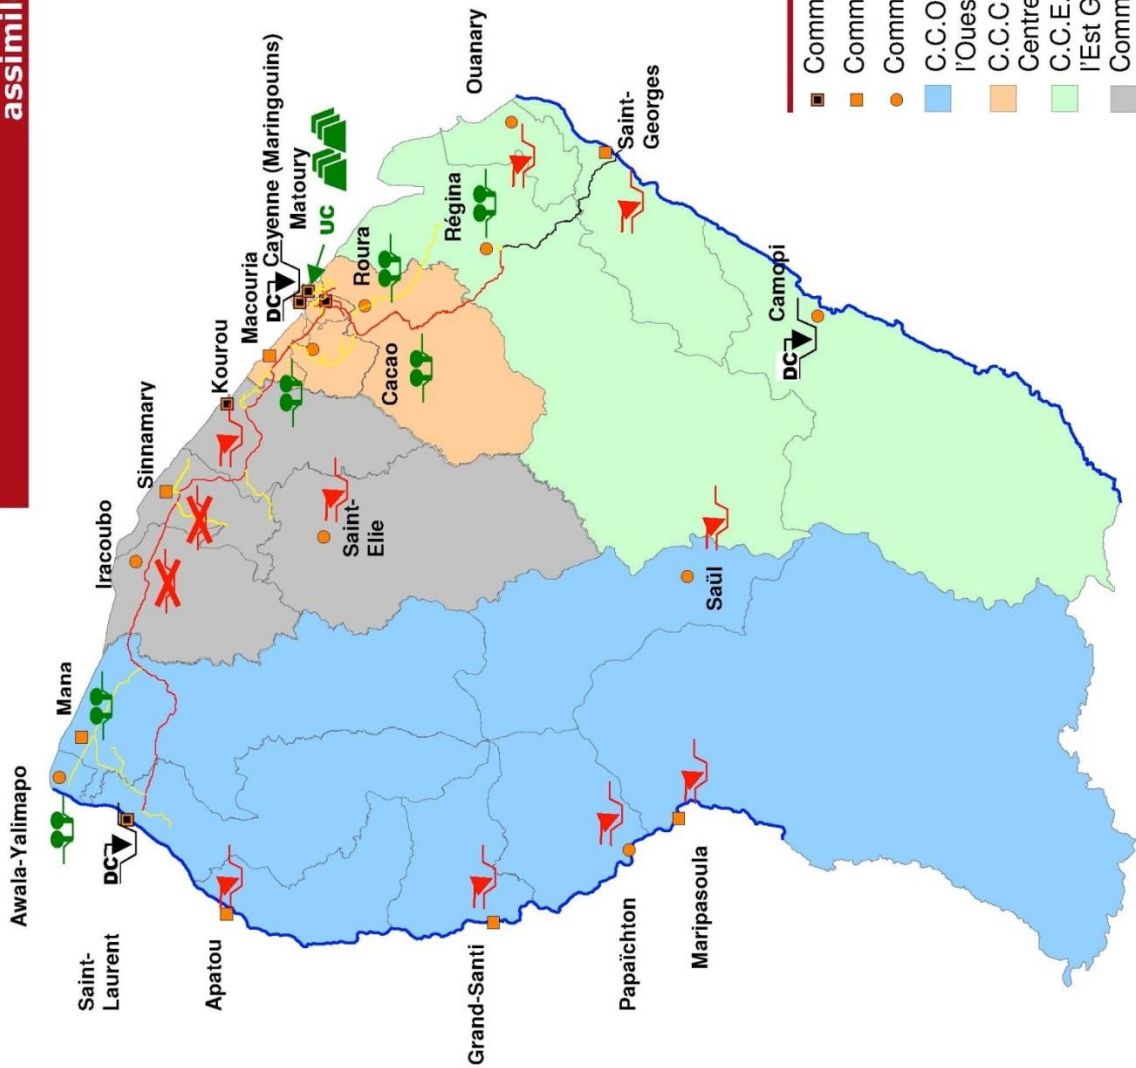 assimil
Awala-Yalimapo
Mana
Saint-
Laurent
DC
Iracoubo
Sinnamary
Kourou
Macouria
DC
Cayenne (Maringouins)
Matoury
UC
Roura
Régina
Ouanary
Saint-
Georges
Cacao
Saint-
Elie
Apatou
Grand-Santi
Papaïchton
Maripasoula
Saül
DC
Camopi
Comm
Comm
Comm
C.C.O
l'Oues
C.C.C.
Centre
C.C.E.
l'Est G
Comm